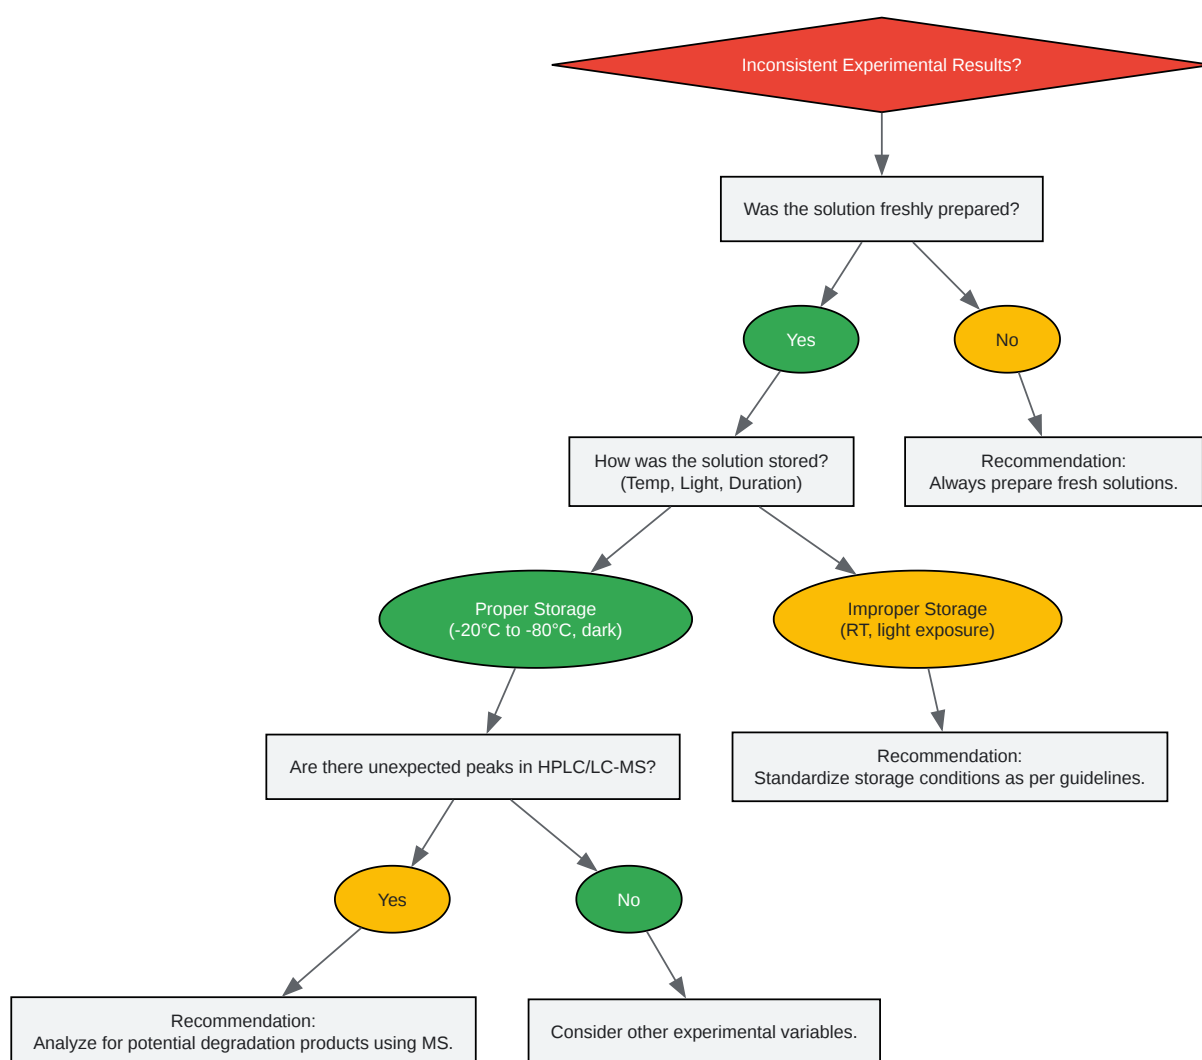 Inconsistent Experimental Results?
Was the solution freshly prepared?
Yes
No
How was the solution stored?
(Temp, Light, Duration)
Recommendation:
Always prepare fresh solutions.
Proper Storage
(-20°C to -80°C, dark)
Improper Storage
(RT, light exposure)
Are there unexpected peaks in HPLC/LC-MS?
Recommendation:
Standardize storage conditions as per guidelines.
Yes
No
Recommendation:
Analyze for potential degradation products using MS.
Consider other experimental variables.